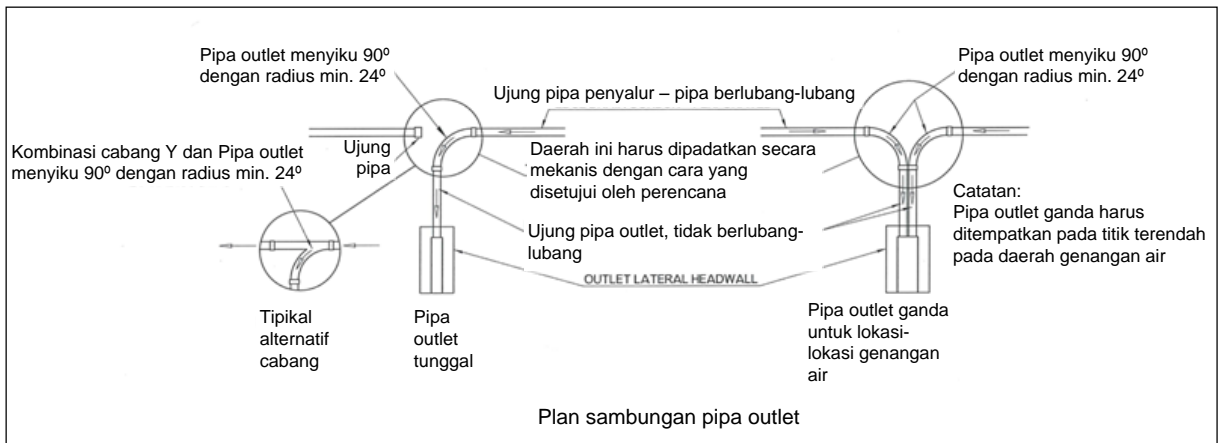 Pipa outlet menyiku 90º
dengan radius min. 24º
Pipa outlet menyiku 90º
dengan radius min. 24º
Ujung pipa penyalur – pipa berlubang-lubang
Kombinasi cabang Y dan Pipa outlet
menyiku 90º dengan radius min. 24º
Ujung
pipa
Daerah ini harus dipadatkan secara
mekanis dengan cara yang
disetujui oleh perencana
Catatan:
Pipa outlet ganda harus
ditempatkan pada titik terendah
pada daerah genangan air
Ujung pipa outlet, tidak berlubang-
lubang
OUTLET LATERAL HEADWALL
Tipikal
alternatif
cabang
Pipa
outlet
tunggal
Pipa outlet ganda
untuk lokasi-
lokasi genangan
air
Plan sambungan pipa outlet